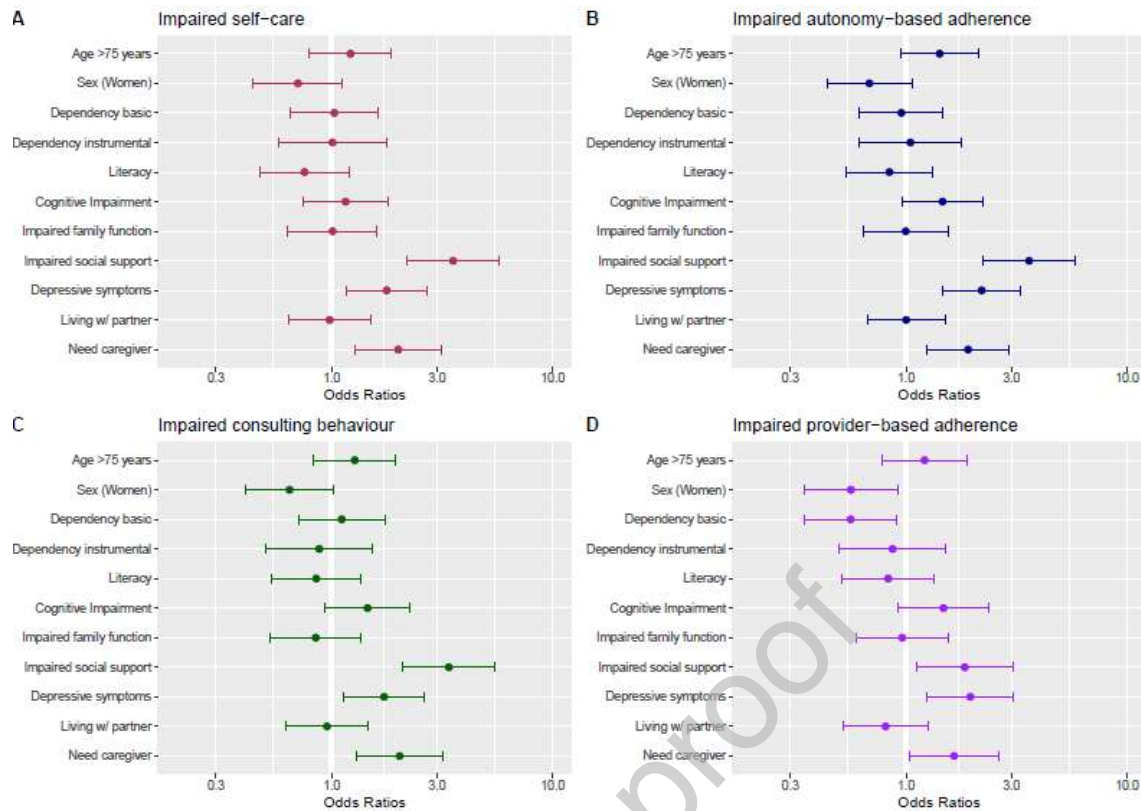 A
Impaired self-care
Age >75 years
Sex (Women)
Dependency basic
Dependency instrumental
Literacy
Cognitive Impairment
Impaired family function
Impaired social support
Depressive symptoms
Living w/ partner
Need caregiver
0.3 1.0 3.0 10.0
Odds Ratios
B
Impaired autonomy-based adherence
Age >75 years
Sex (Women)
Dependency basic
Dependency instrumental
Literacy
Cognitive Impairment
Impaired family function
Impaired social support
Depressive symptoms
Living w/ partner
Need caregiver
0.3 1.0 3.0 10.0
Odds Ratios
C
Impaired consulting behaviour
Age >75 years
Sex (Women)
Dependency basic
Dependency instrumental
Literacy
Cognitive Impairment
Impaired family function
Impaired social support
Depressive symptoms
Living w/ partner
Need caregiver
0.3 1.0 3.0 10.0
Odds Ratios
D
Impaired provider-based adherence
Age >75 years
Sex (Women)
Dependency basic
Dependency instrumental
Literacy
Cognitive Impairment
Impaired family function
Impaired social support
Depressive symptoms
Living w/ partner
Need caregiver
0.3 1.0 3.0 10.0
Odds Ratios
proof